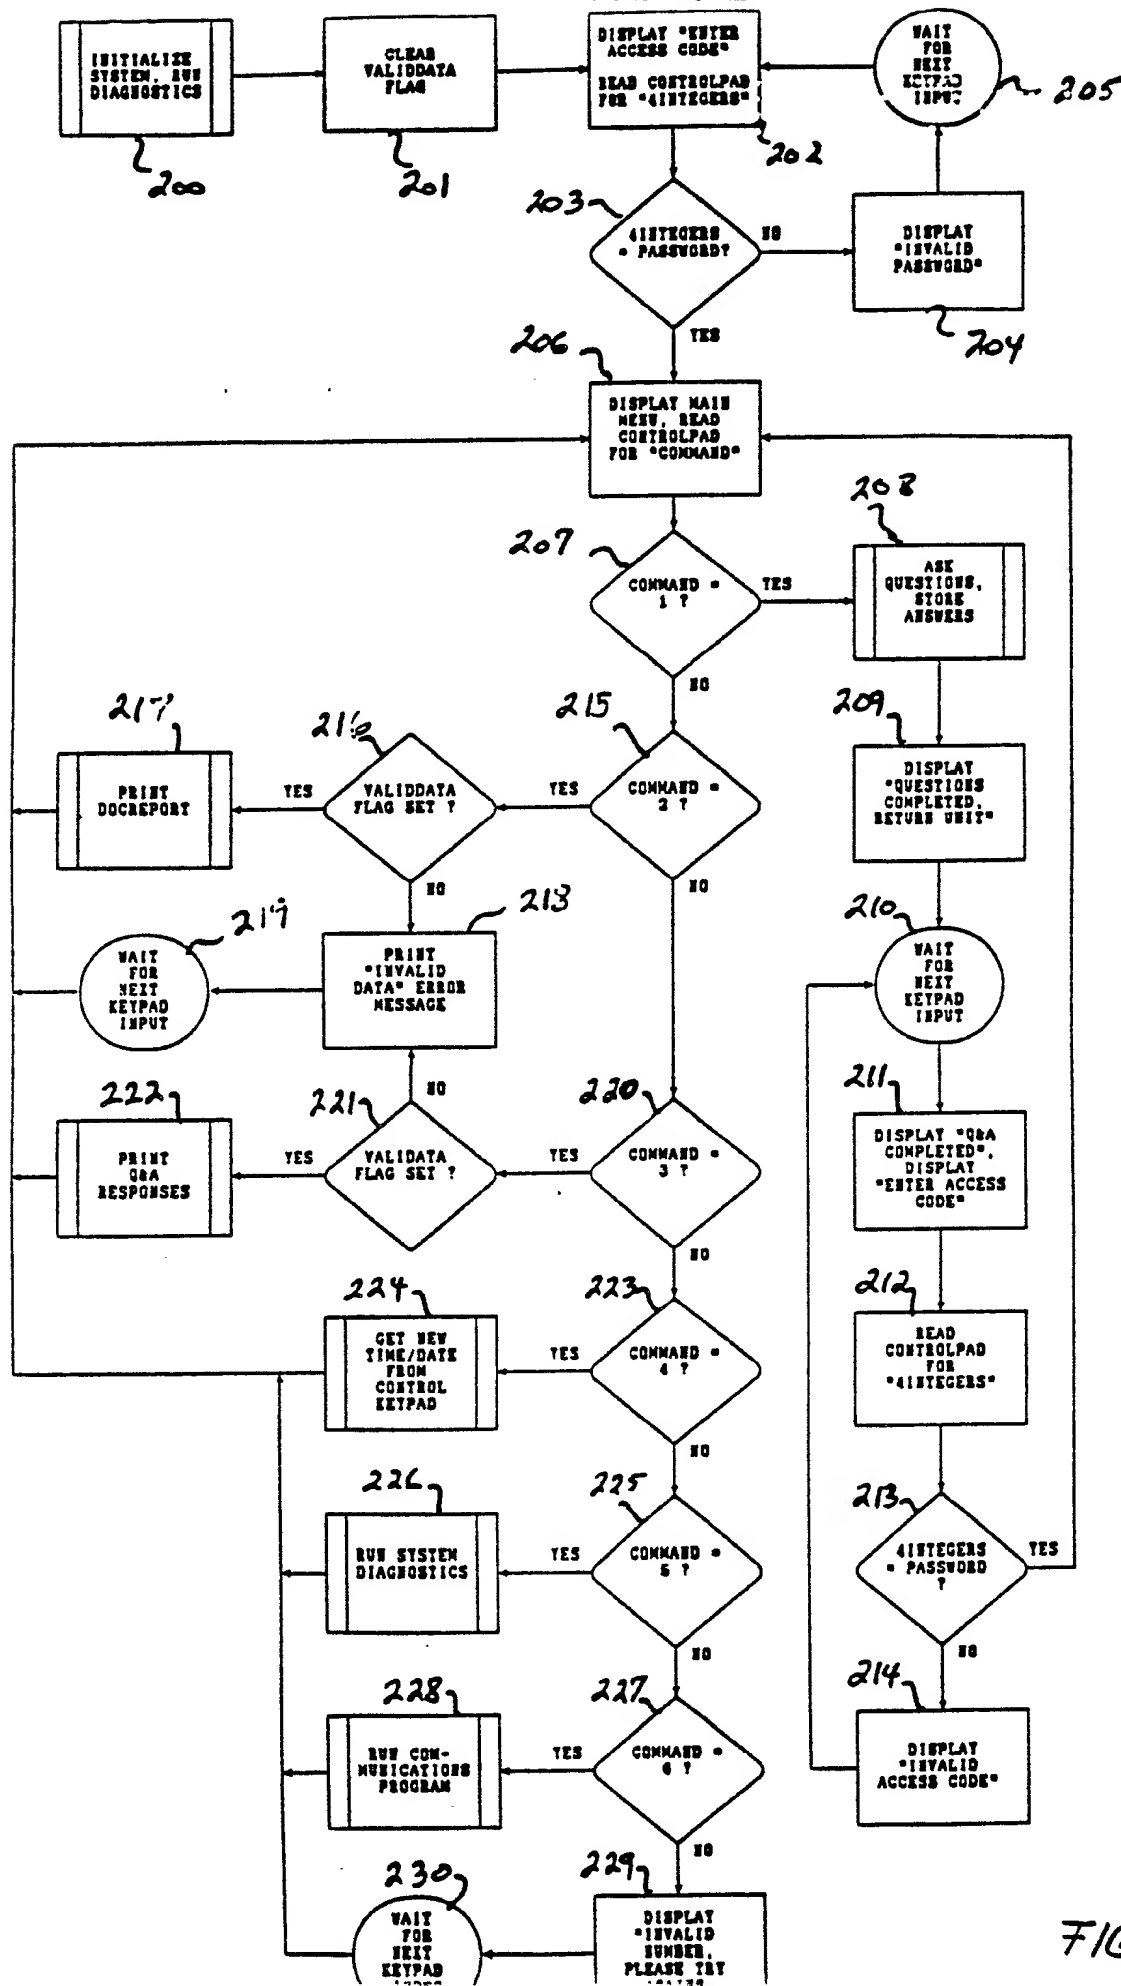 INITIALIZE
SYSTEM, RUN
DIAGNOSTICS
200
CLEAR
VALIDDATA
FLAG
201
DISPLAY "ENTER
ACCESS CODE"
READ CONTROLPAD
FOR "4INTEGERS"
202
WAIT
FOR
NEXT
KEYPAD
INPUT
205
203
4INTEGERS
= PASSWORD?
NO
YES
DISPLAY
"INVALID
PASSWORD"
204
206
DISPLAY MAIN
MENU, READ
CONTROLPAD
FOR "COMMAND"
207
COMMAND =
1 ?
YES
NO
208
ASK
QUESTIONS,
STORE
ANSWERS
209
DISPLAY
"QUESTIONS
COMPLETED,
RETURN UNIT"
217
PRINT
DOCREPORT
216
VALIDDATA
FLAG SET ?
YES
NO
215
COMMAND =
2 ?
YES
NO
219
WAIT
FOR
NEXT
KEYPAD
INPUT
218
PRINT
"INVALID
DATA" ERROR
MESSAGE
210
WAIT
FOR
NEXT
KEYPAD
INPUT
222
PRINT
Q&A
RESPONSES
221
VALIDATA
FLAG SET ?
YES
NO
220
COMMAND =
3 ?
YES
NO
211
DISPLAY "Q&A
COMPLETED",
DISPLAY
"ENTER ACCESS
CODE"
224
GET NEW
TIME/DATE
FROM
CONTROL
KEYPAD
223
COMMAND =
4 ?
YES
NO
212
READ
CONTROLPAD
FOR
"4INTEGERS"
226
RUN SYSTEM
DIAGNOSTICS
225
COMMAND =
5 ?
YES
NO
213
4INTEGERS
= PASSWORD
?
YES
NO
228
RUN COM-
MUNICATIONS
PROGRAM
227
COMMAND =
6 ?
YES
NO
214
DISPLAY
"INVALID
ACCESS CODE"
230
WAIT
FOR
NEXT
KEYPAD
229
DISPLAY
"INVALID
NUMBER,
PLEASE TRY